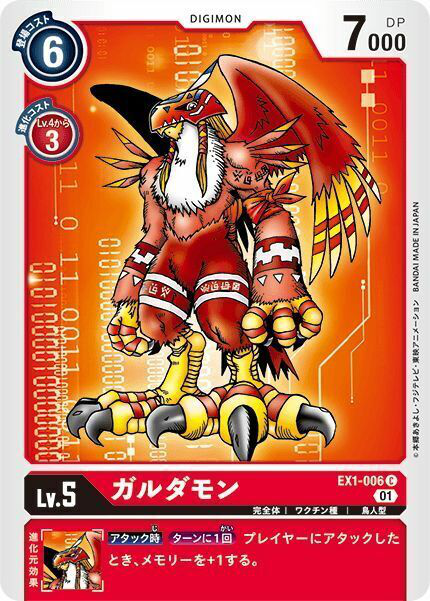 登場コスト
6
DIGIMON
7000
DP
進化コスト
Lv.4から
3
©本郷あきよし・フジテレビ・東映アニメーション BANDAI MADE IN JAPAN
Lv.5
ガルダモン
EX1-006 C
01
完全体 ワクチン種 鳥人型
進化元効果
アタック時 ターンに1回 プレイヤーにアタックした
とき、メモリーを+1する。